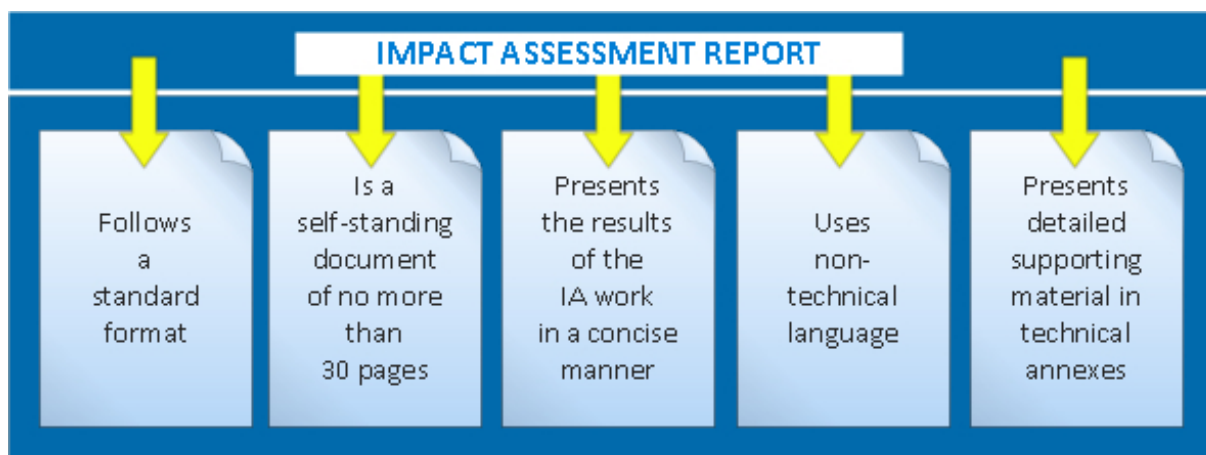 IMPACT ASSESSMENT REPORT
Follows
a
standard
format
Is a
self-standing
document
of no more
than
30 pages
Presents
the results
of the
IA work
in a concise
manner
Uses
non-
technical
language
Presents
detailed
supporting
material in
technical
annexes